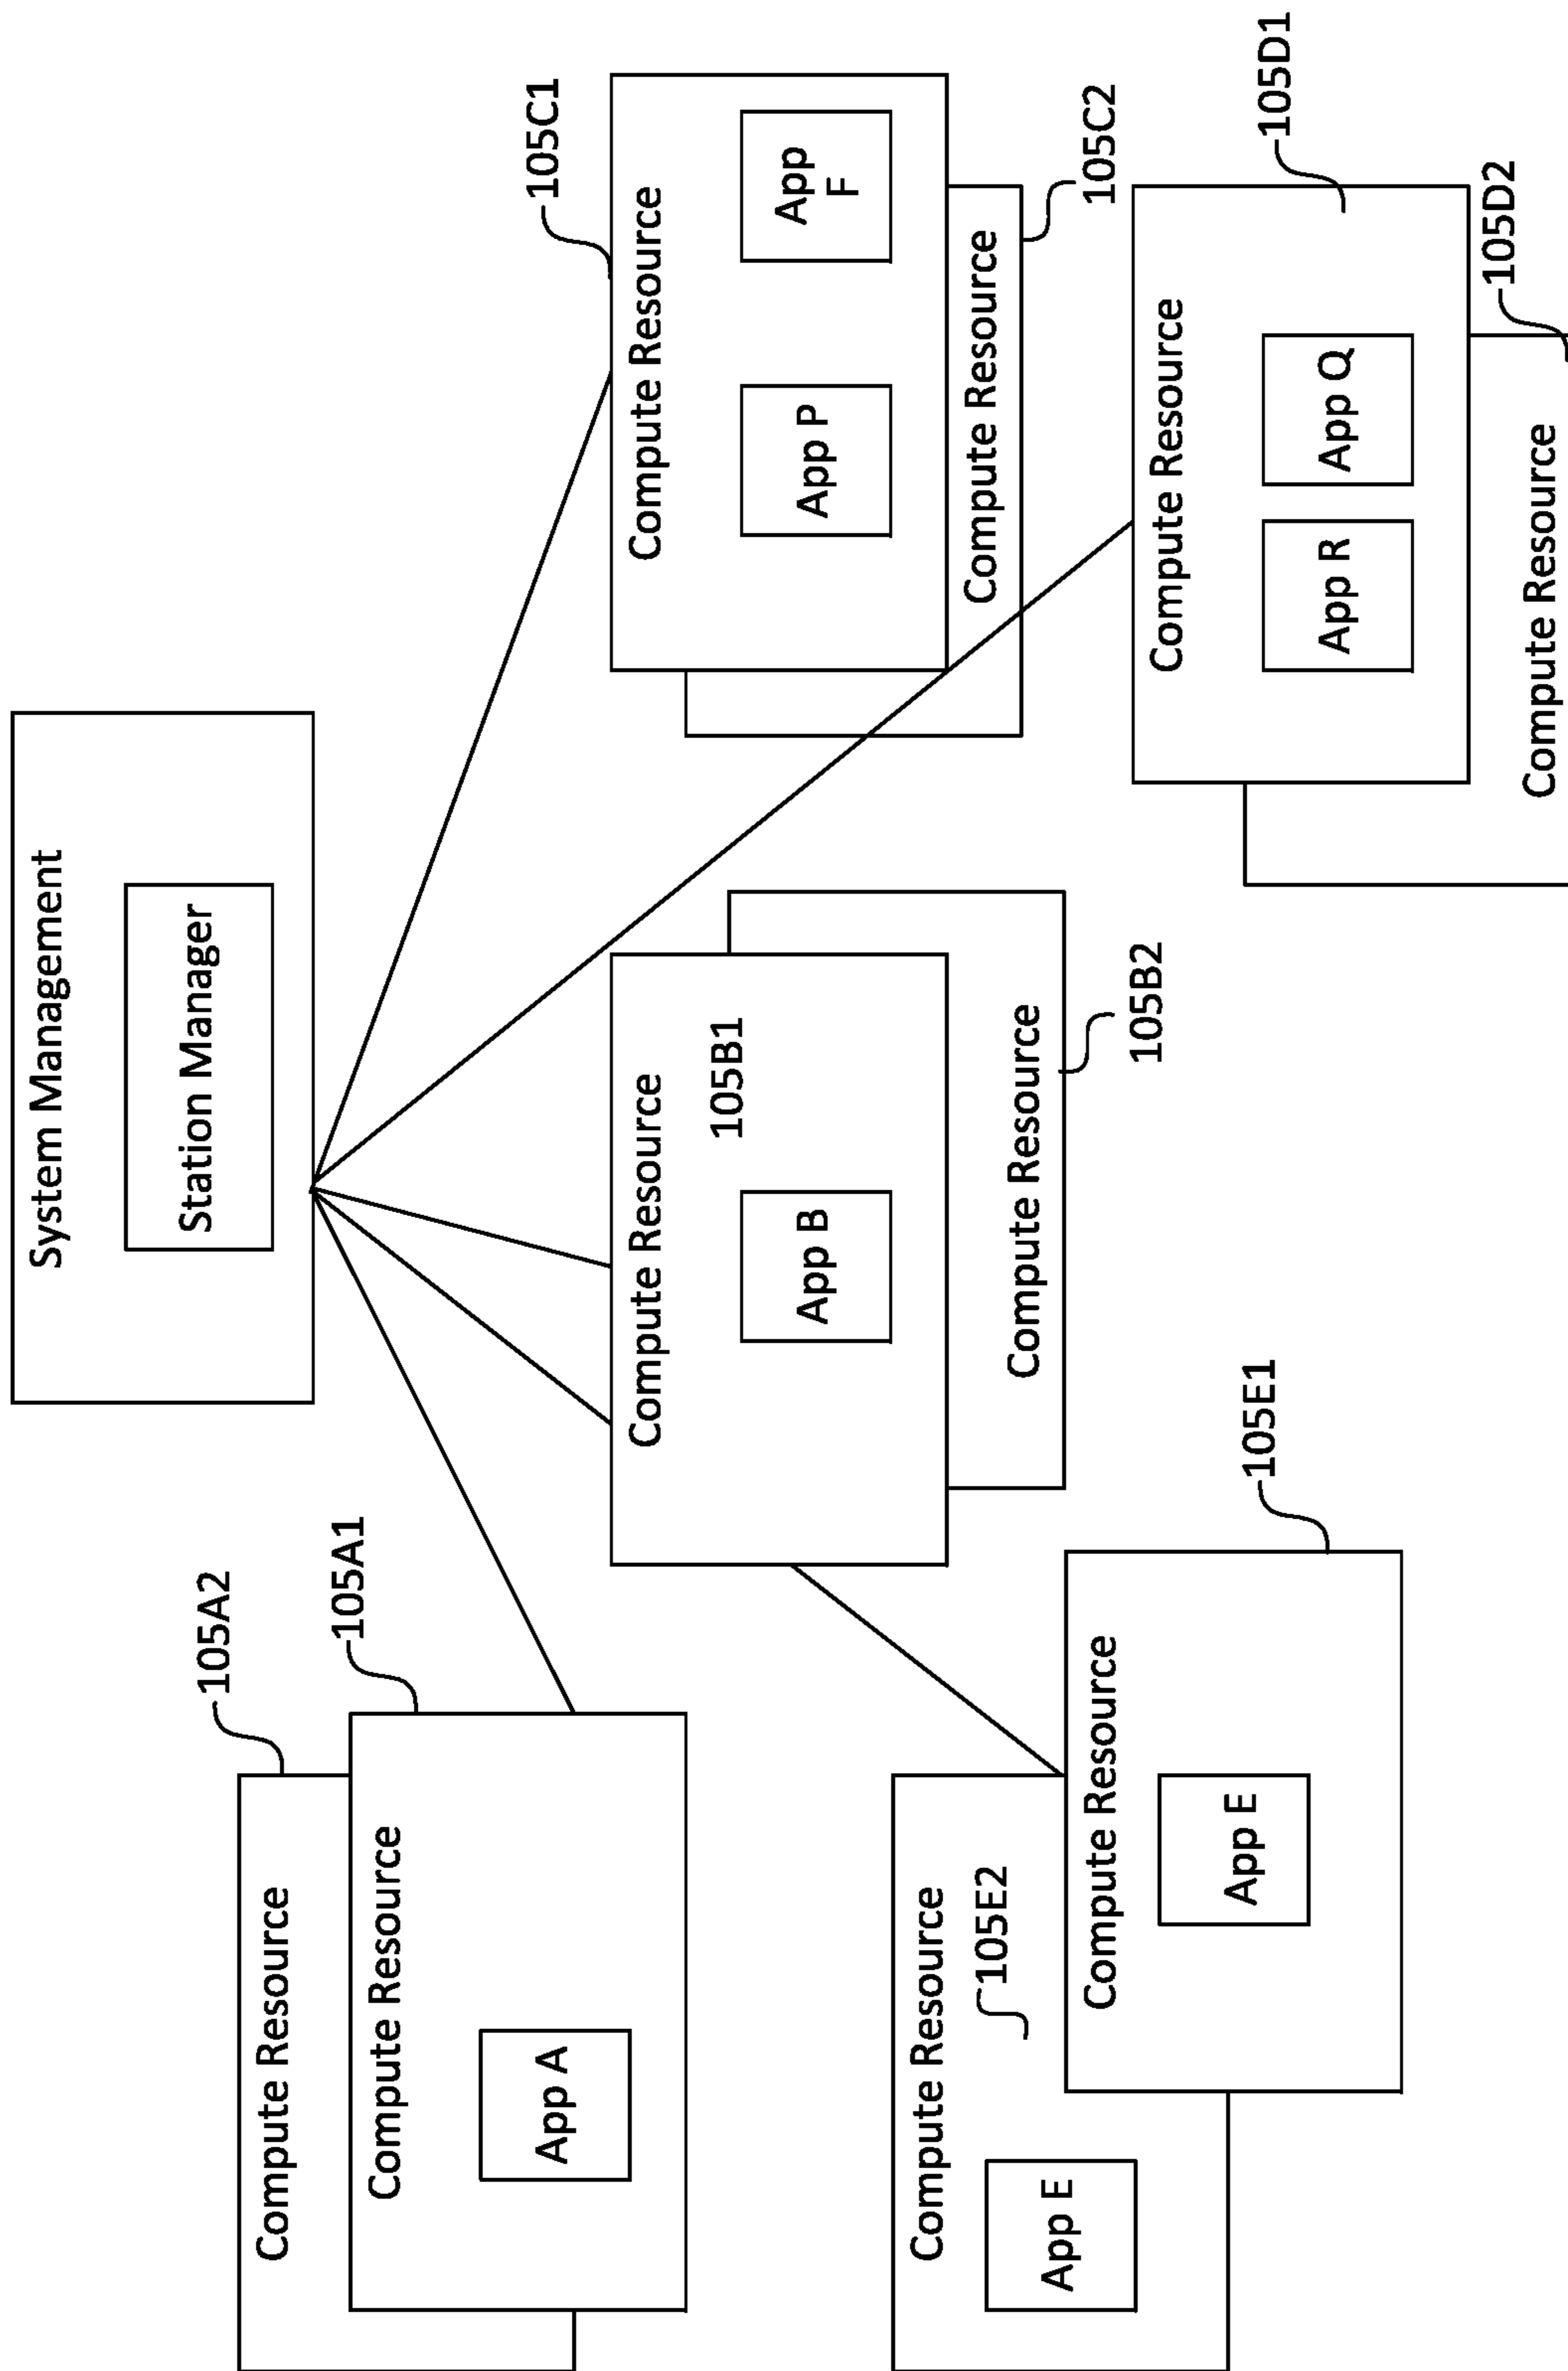 System Management
Station Manager
105A2
Compute Resource
105A1
Compute Resource
App A
Compute Resource
105B1
App B
Compute Resource
105B2
105C1
Compute Resource
App P
App
F
Compute Resource
105C2
Compute Resource
105E2
App E
105E1
Compute Resource
App E
105D1
Compute Resource
App R
App Q
105D2
Compute Resource